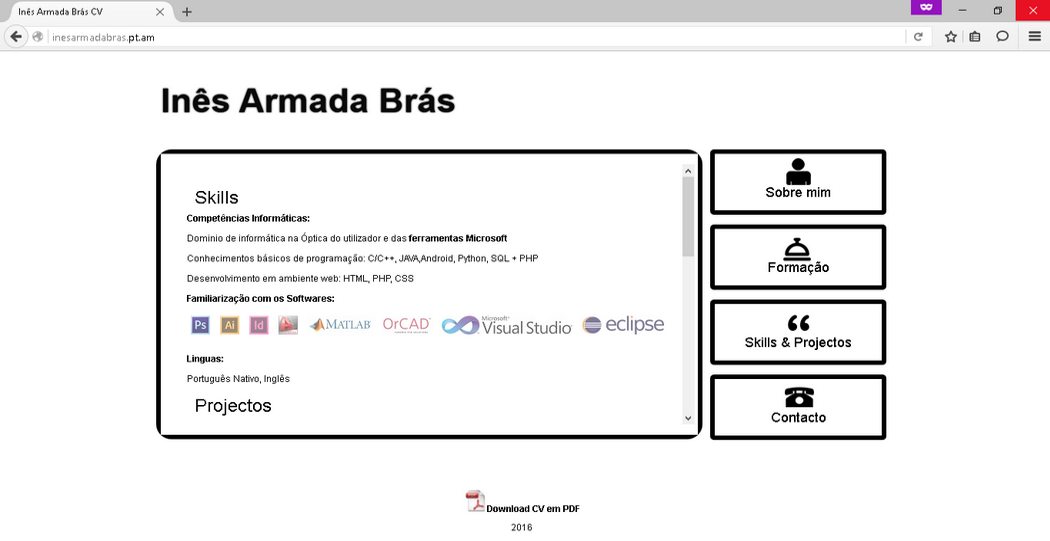 Inês Armada Brás CV
inesarmadabras.pt.am
Inês Armada Brás
Skills
Competências Informáticas:
Domínio de informática na Óptica do utilizador e das ferramentas Microsoft
Conhecimentos básicos de programação: C/C++, JAVA,Android, Python, SQL + PHP
Desenvolvimento em ambiente web: HTML, PHP, CSS
Familiarização com os Softwares:
Ps Ai Id MATLAB OrCAD Microsoft Visual Studio eclipse
Linguas:
Português Nativo, Inglês
Projectos
Sobre mim
Formação
Skills & Projectos
Contacto
Download CV em PDF
2016